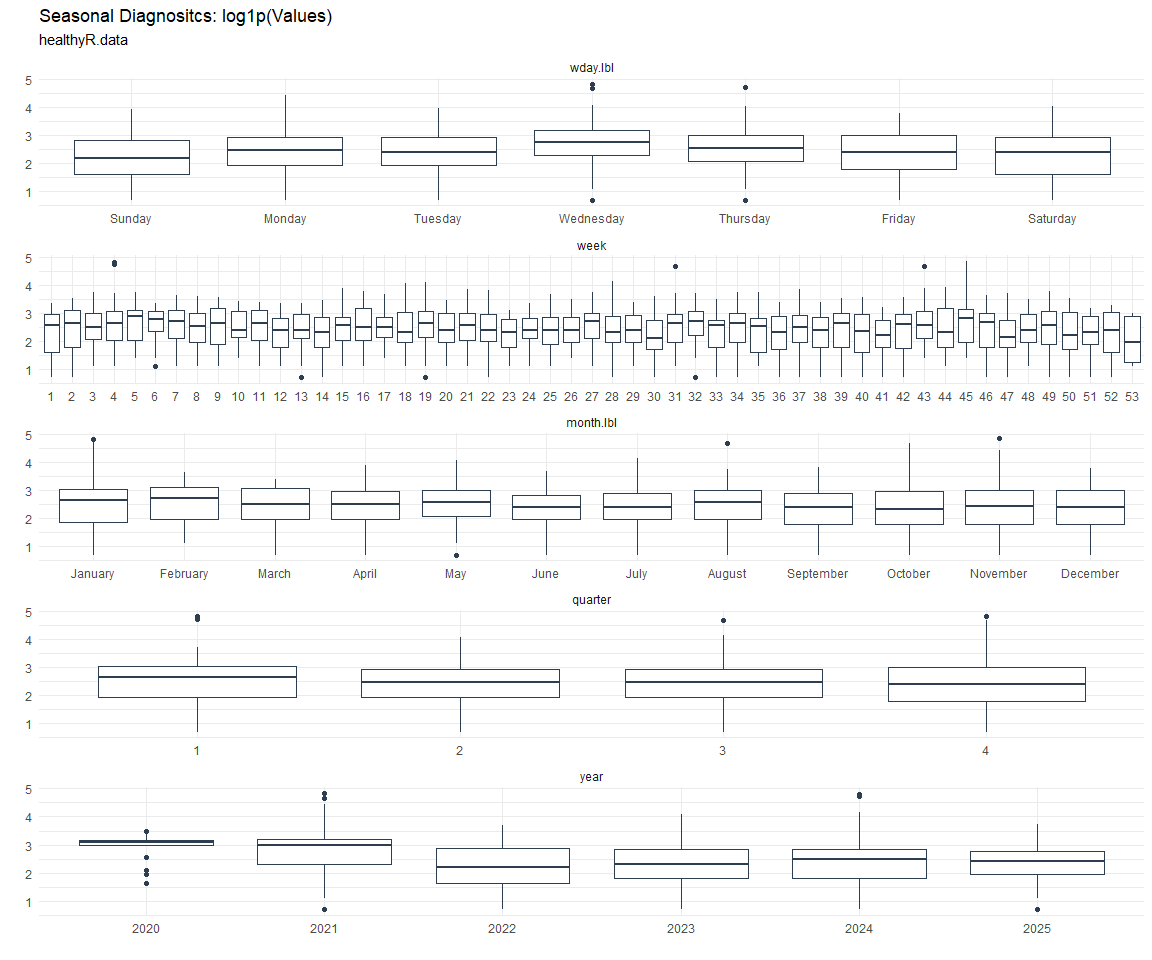 Seasonal Diagnositcs: log1p(Values)
healthyR.data
wday.lbl
5
4
3
2
1
Sunday Monday Tuesday Wednesday Thursday Friday Saturday
week
5
4
3
2
1
1 2 3 4 5 6 7 8 9 10 11 12 13 14 15 16 17 18 19 20 21 22 23 24 25 26 27 28 29 30 31 32 33 34 35 36 37 38 39 40 41 42 43 44 45 46 47 48 49 50 51 52 53
month.lbl
5
4
3
2
1
January February March April May June July August September October November December
quarter
5
4
3
2
1
1 2 3 4
year
5
4
3
2
1
2020 2021 2022 2023 2024 2025